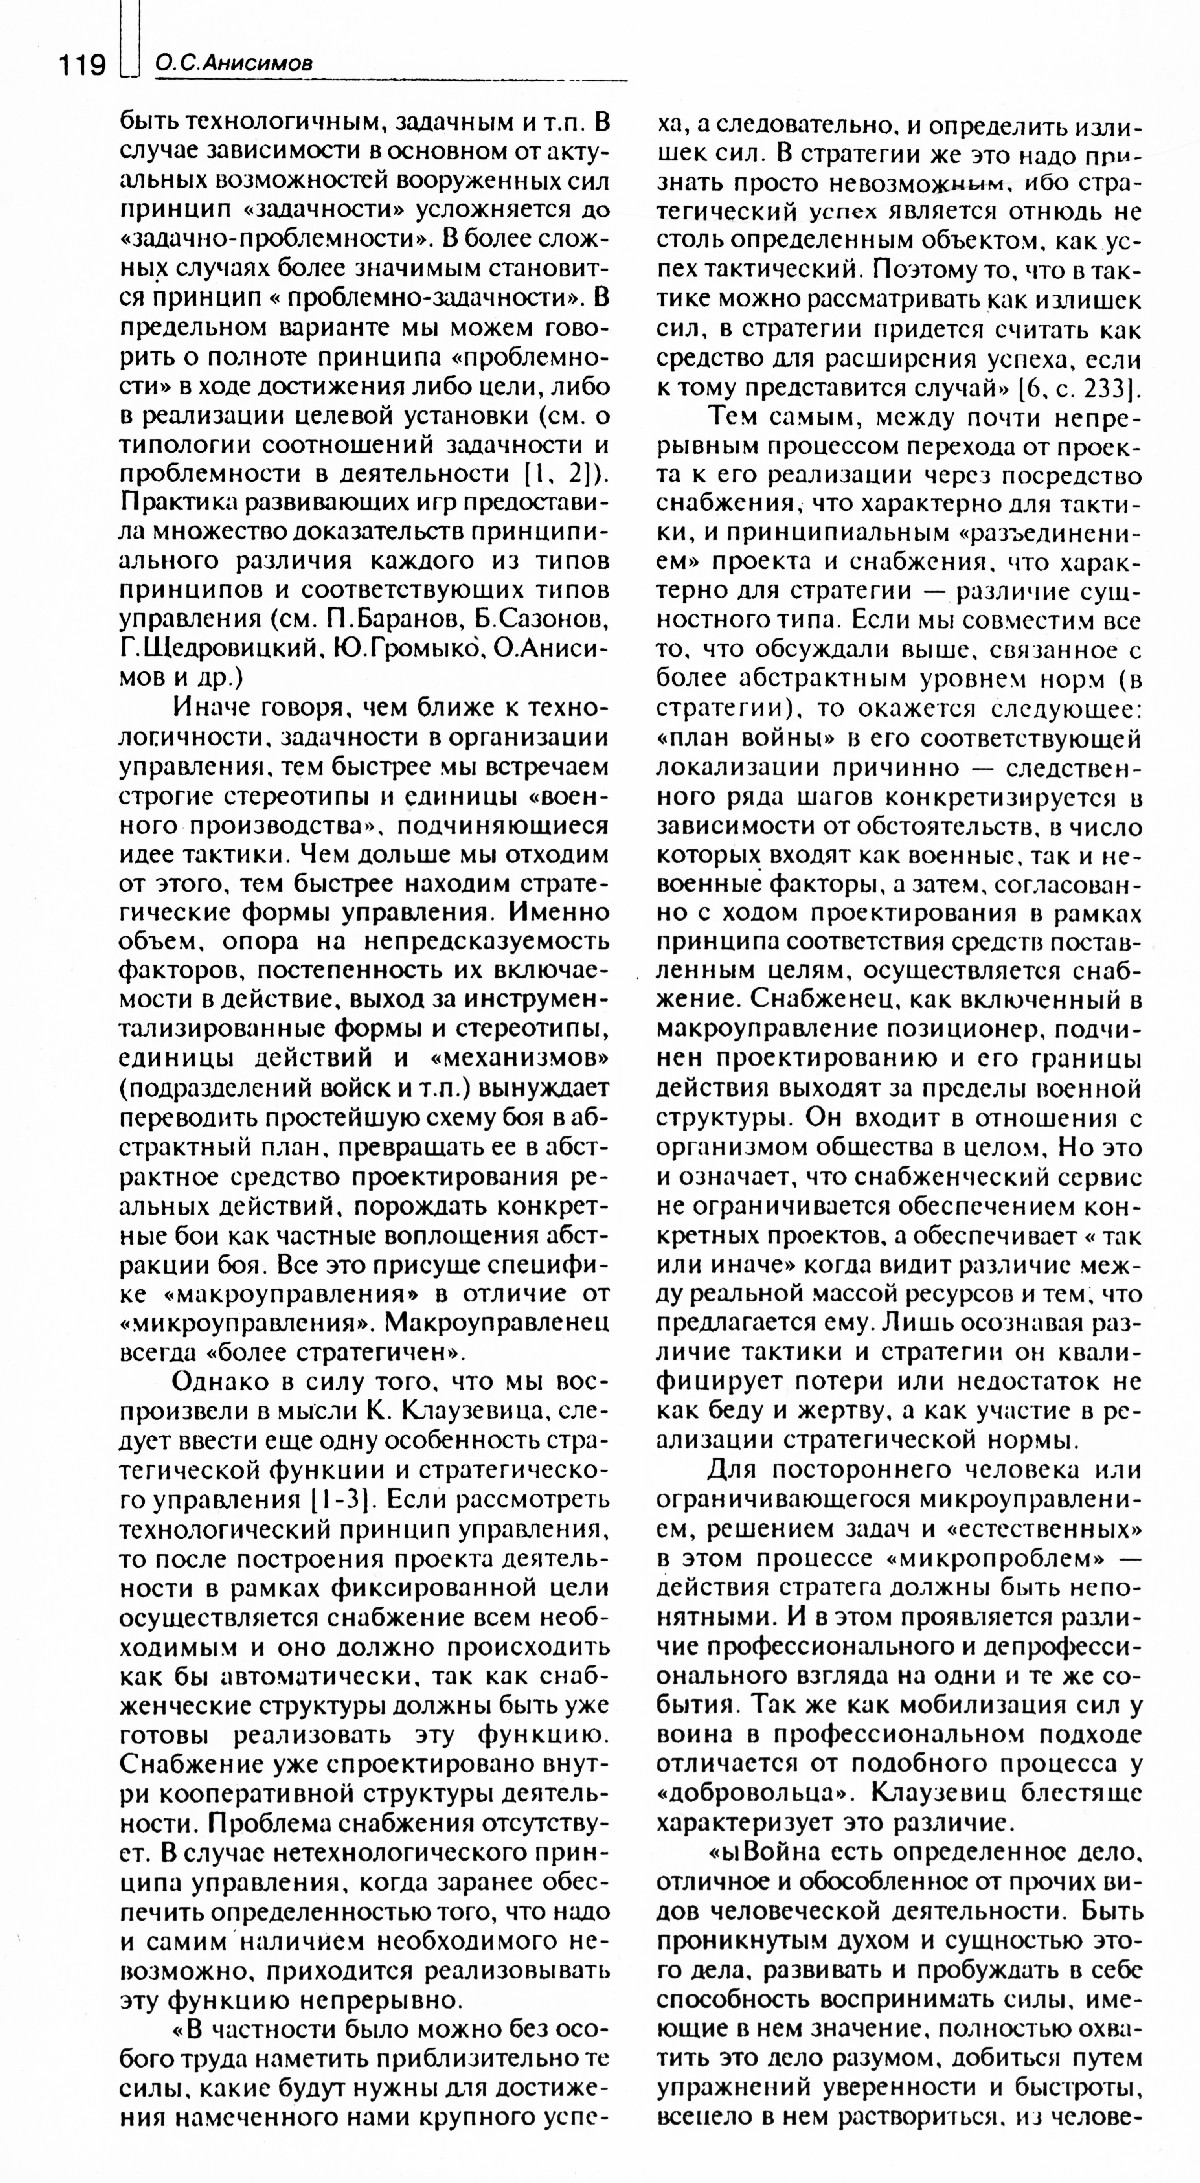 119
О.С.Анисимов
быть технологичным, задачным и т.п. В
случае зависимости в основном от акту-
альных возможностей вооруженных сил
принцип «задачности» усложняется до
«задачно-проблемности». В более слож-
ных случаях более значимым становит-
ся принцип « проблемно-задачности». В
предельном варианте мы можем гово-
рить о полноте принципа «проблемно-
сти» в ходе достижения либо цели, либо
в реализации целевой установки (см. о
типологии соотношений задачности и
проблемности в деятельности [1, 2]).
Практика развивающих игр предостави-
ла множество доказательств принципи-
ального различия каждого из типов
принципов и соответствующих типов
управления (см. П.Баранов, Б.Сазонов,
Г.Щедровицкий, Ю.Громыко, О.Аниси-
мов и др.)
Иначе говоря, чем ближе к техно-
логичности, задачности в организации
управления, тем быстрее мы встречаем
строгие стереотипы и единицы «воен-
ного производства», подчиняющиеся
идее тактики. Чем дольше мы отходим
от этого, тем быстрее находим страте-
гические формы управления. Именно
объем, опора на непредсказуемость
факторов, постепенность их включае-
мости в действие, выход за инструмен-
тализированные формы и стереотипы,
единицы действий и «механизмов»
(подразделений войск и т.п.) вынуждает
переводить простейшую схему боя в аб-
страктный план, превращать ее в абст-
рактное средство проектирования ре-
альных действий, порождать конкрет-
ные бои как частные воплощения абст-
ракции боя. Все это присуще специфи-
ке «макроуправления» в отличие от
«микроуправления». Макроуправленец
всегда «более стратегичен».
Однако в силу того, что мы вос-
произвели в мысли К. Клаузевица, сле-
дует ввести еще одну особенность стра-
тегической функции и стратегическо-
го управления [1-3]. Если рассмотреть
технологический принцип управления,
то после построения проекта деятель-
ности в рамках фиксированной цели
осуществляется снабжение всем необ-
ходимым и оно должно происходить
как бы автоматически, так как снаб-
женческие структуры должны быть уже
готовы реализовать эту функцию.
Снабжение уже спроектировано внут-
ри кооперативной структуры деятель-
ности. Проблема снабжения отсутству-
ет. В случае нетехнологического прин-
ципа управления, когда заранее обес-
печить определенностью того, что надо
и самим наличием необходимого не-
возможно, приходится реализовывать
эту функцию непрерывно.
«В частности было можно без осо-
бого труда наметить приблизительно те
силы, какие будут нужны для достиже-
ния намеченного нами крупного успе-
ха, а следовательно, и определить изли-
шек сил. В стратегии же это надо при-
знать просто невозможным, ибо стра-
тегический успех является отнюдь не
столь определенным объектом, как ус-
пех тактический. Поэтому то, что в так-
тике можно рассматривать как излишек
сил, в стратегии придется считать как
средство для расширения успеха, если
к тому представится случай» [6, с. 233].
Тем самым, между почти непре-
рывным процессом перехода от проек-
та к его реализации через посредство
снабжения, что характерно для такти-
ки, и принципиальным «разъединени-
ем» проекта и снабжения, что харак-
терно для стратегии — различие сущ-
ностного типа. Если мы совместим все
то, что обсуждали выше, связанное с
более абстрактным уровнем норм (в
стратегии), то окажется следующее:
«план войны» в его соответствующей
локализации причинно — следствен-
ного ряда шагов конкретизируется в
зависимости от обстоятельств, в число
которых входят как военные, так и не-
военные факторы, а затем, согласован-
но с ходом проектирования в рамках
принципа соответствия средств постав-
ленным целям, осуществляется снаб-
жение. Снабженец, как включенный в
макроуправление позиционер, подчи-
нен проектированию и его границы
действия выходят за пределы военной
структуры. Он входит в отношения с
организмом общества в целом, Но это
и означает, что снабженческий сервис
не ограничивается обеспечением кон-
кретных проектов, а обеспечивает « так
или иначе» когда видит различие меж-
ду реальной массой ресурсов и тем, что
предлагается ему. Лишь осознавая раз-
личие тактики и стратегии он квали-
фицирует потери или недостаток не
как беду и жертву, а как участие в ре-
ализации стратегической нормы.
Для постороннего человека или
ограничивающегося микроуправлени-
ем, решением задач и «естественных»
в этом процессе «микропроблем» —
действия стратега должны быть непо-
нятными. И в этом проявляется разли-
чие профессионального и депрофесси-
онального взгляда на одни и те же со-
бытия. Так же как мобилизация сил у
воина в профессиональном подходе
отличается от подобного процесса у
«добровольца». Клаузевиц блестяще
характеризует это различие.
«ыВойна есть определенное дело,
отличное и обособленное от прочих ви-
дов человеческой деятельности. Быть
проникнутым духом и сущностью это-
го дела, развивать и пробуждать в себе
способность воспринимать силы, име-
ющие в нем значение, полностью охва-
тить это дело разумом, добиться путем
упражнений уверенности и быстроты,
всецело в нем раствориться, из челове-